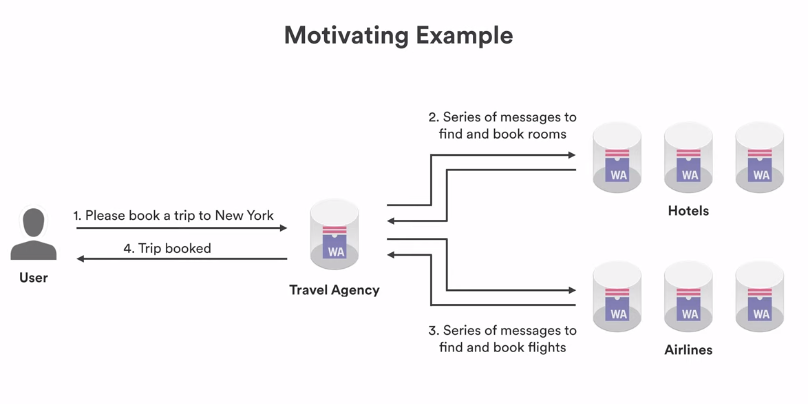 Motivating Example
2. Series of messages to
find and book rooms
WA
WA
WA
Hotels
1. Please book a trip to New York
4. Trip booked
User
WA
Travel Agency
WA
WA
WA
3. Series of messages to
find and book flights
Airlines